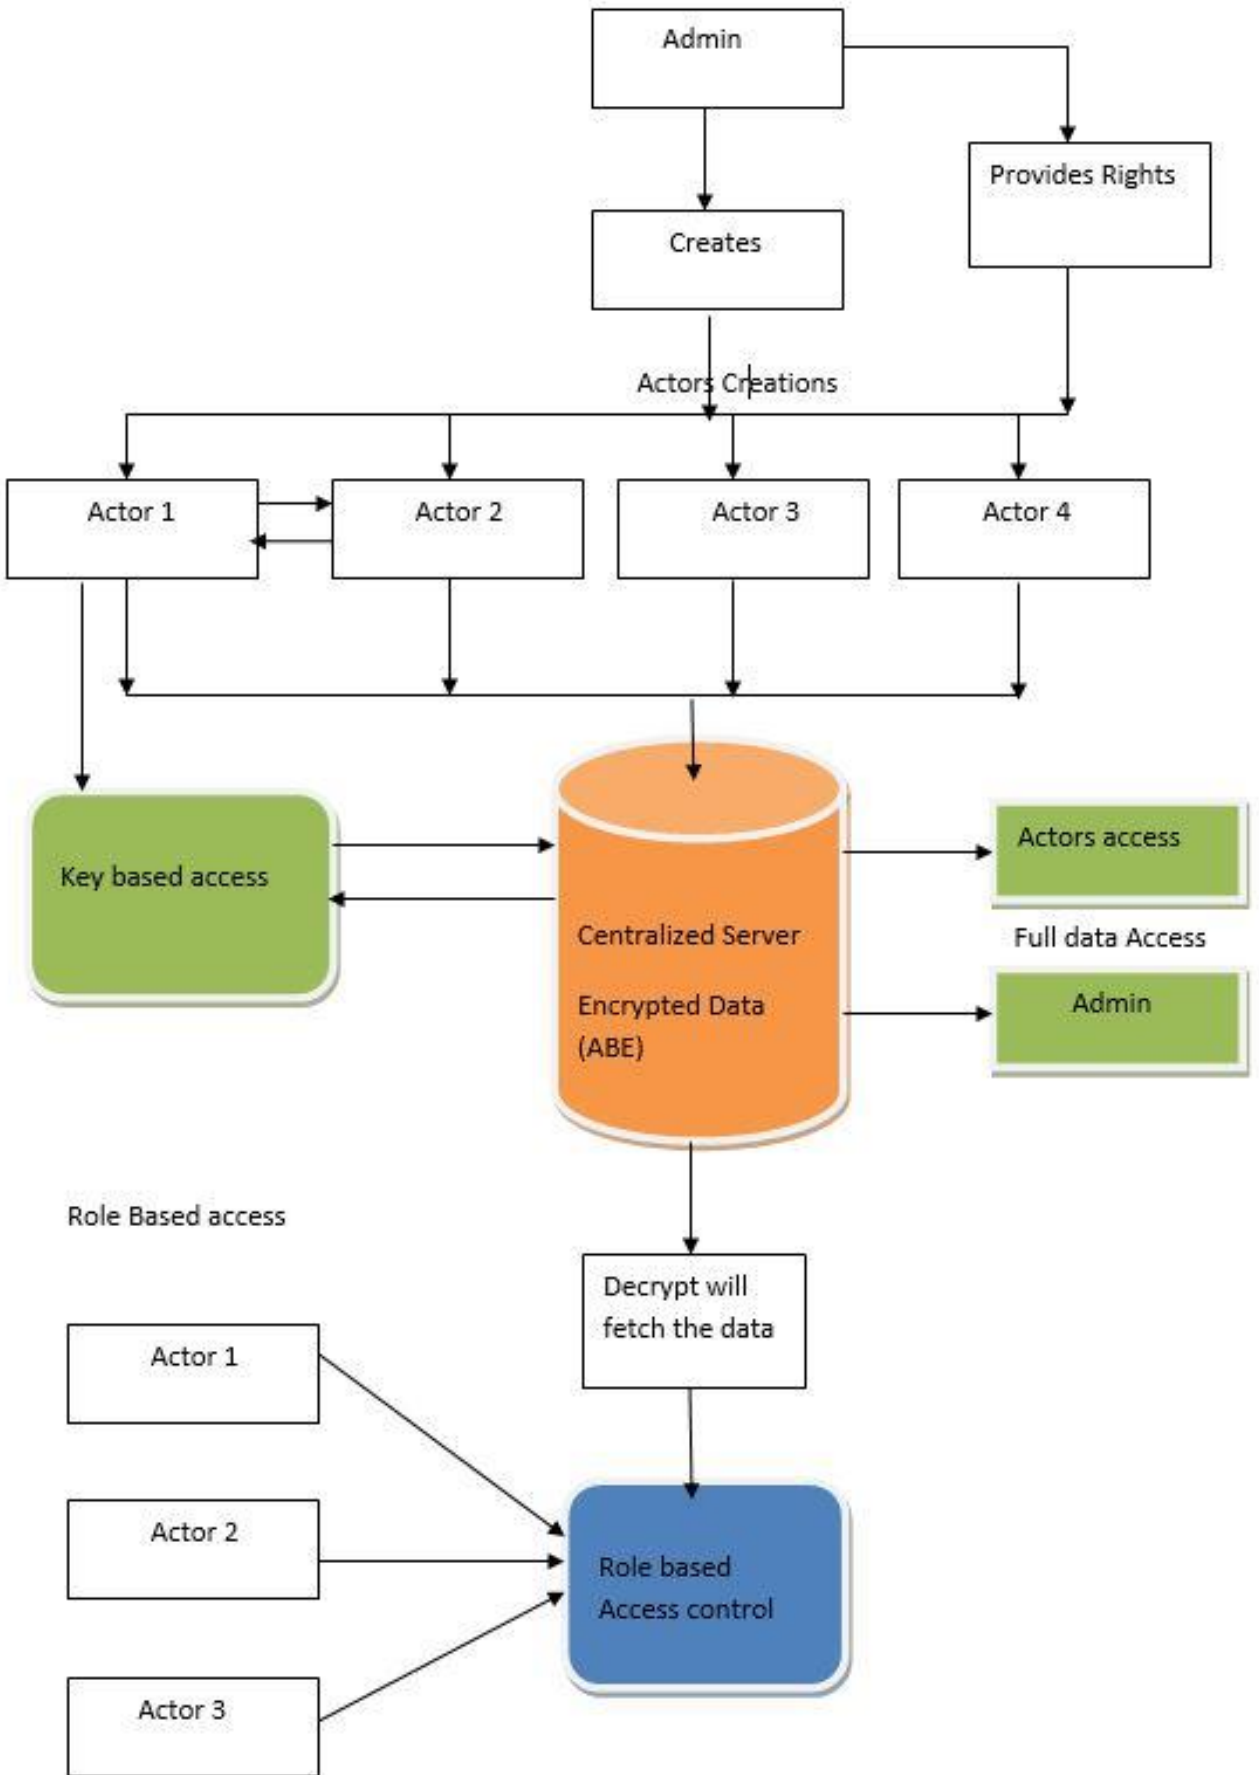 Admin
Provides Rights
Creates
Actors Creations
Actor 1
Actor 2
Actor 3
Actor 4
Key based access
Centralized Server
Encrypted Data
(ABE)
Actors access
Full data Access
Admin
Role Based access
Decrypt will
fetch the data
Actor 1
Actor 2
Actor 3
Role based
Access control